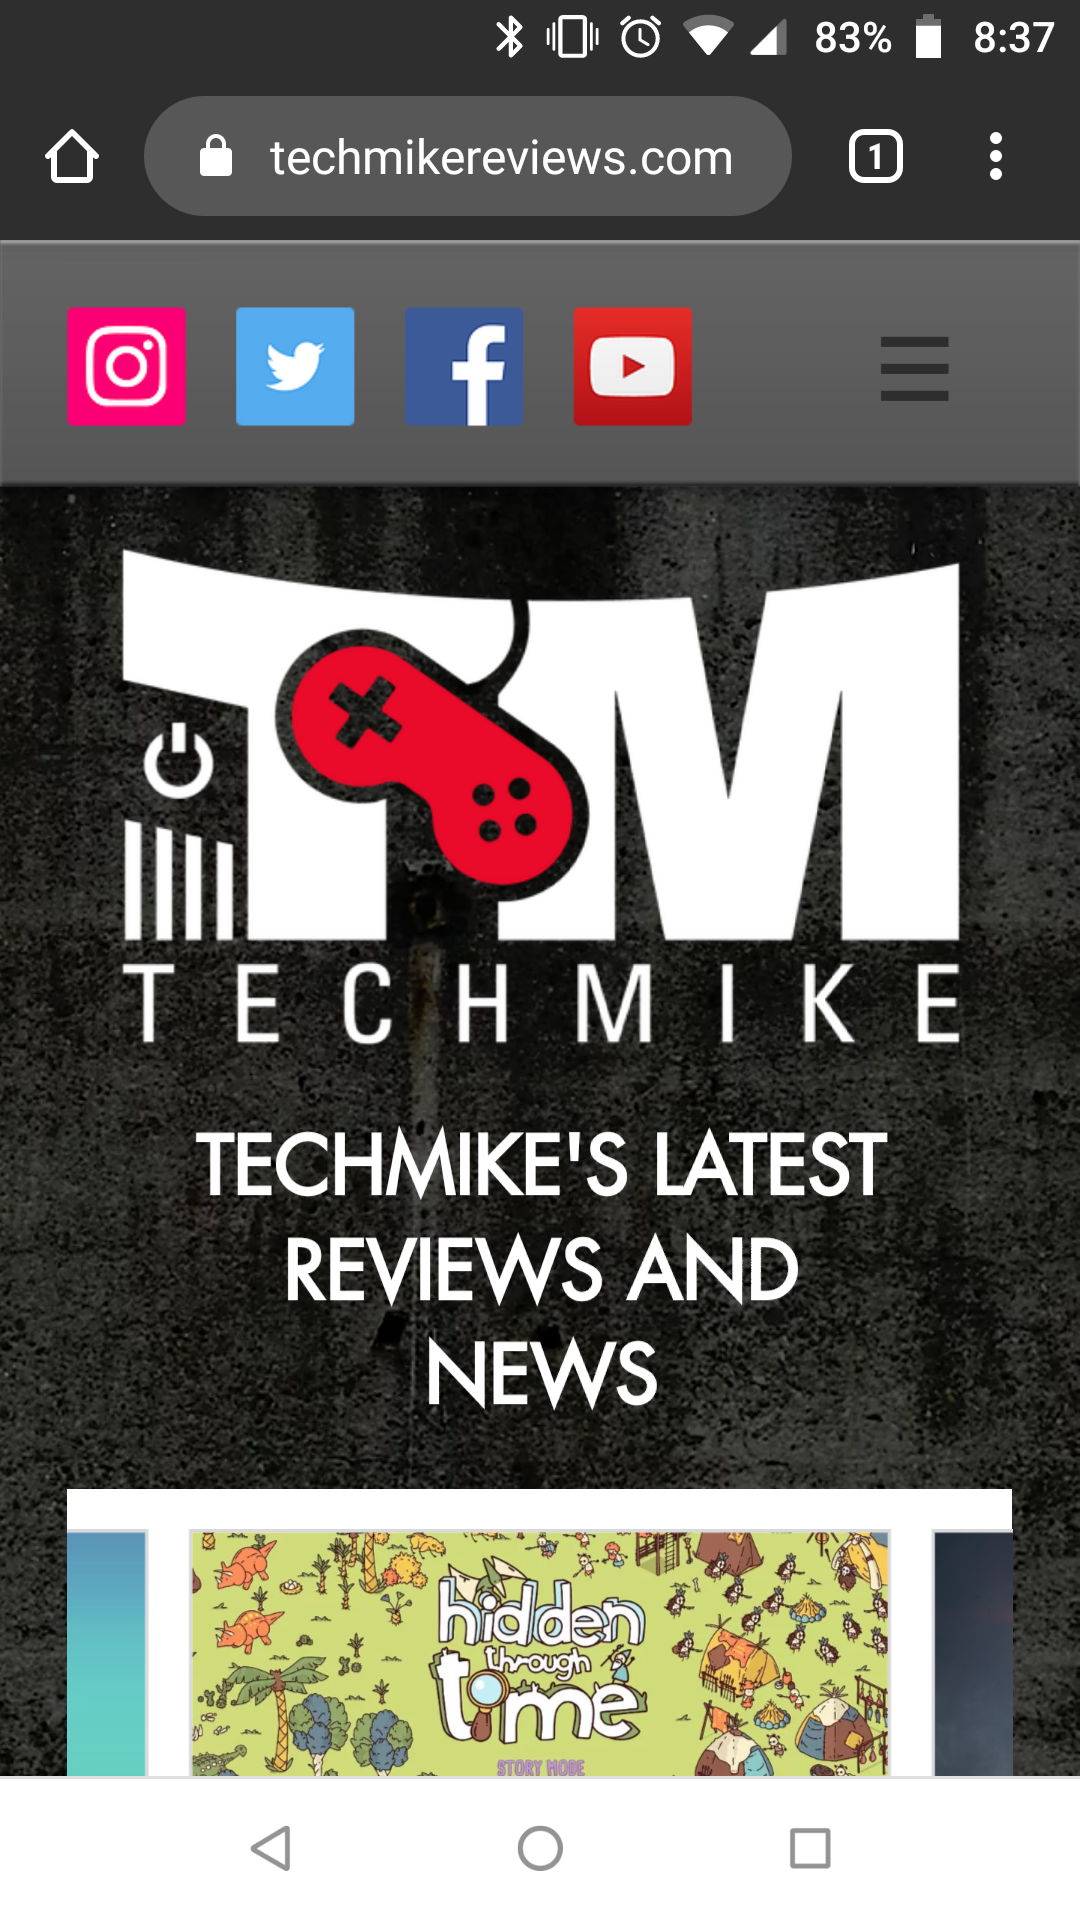 83% 8:37
techmikereviews.com 1
TM
TECHMIKE
TECHMIKE'S LATEST
REVIEWS AND
NEWS
hidden
through
time
STORY MODE